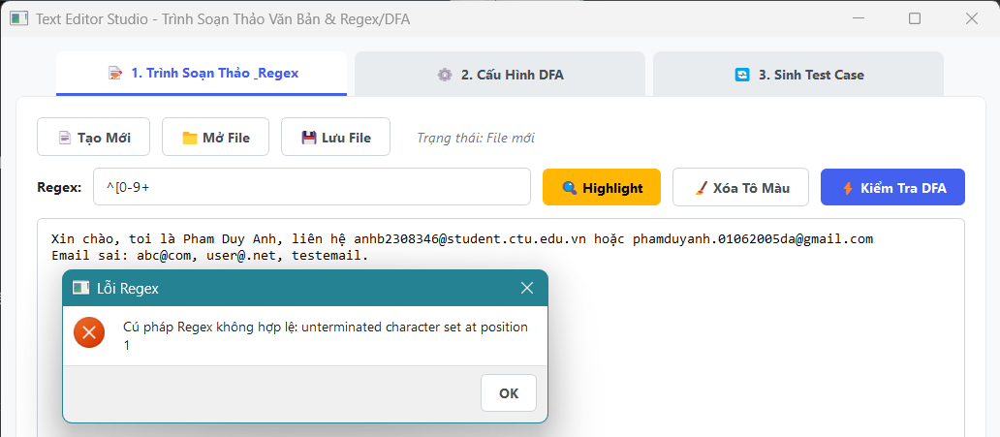 Text Editor Studio - Trình Soạn Thảo Văn Bản & Regex/DFA
1. Trình Soạn Thảo _Regex
2. Cấu Hình DFA
3. Sinh Test Case
Tạo Mới
Mở File
Lưu File
Trạng thái: File mới
Regex:
^[0-9+
Highlight
Xóa Tô Màu
Kiểm Tra DFA
Xin chào, toi là Pham Duy Anh, liên hệ anhb2308346@student.ctu.edu.vn hoặc phamduyanh.01062005da@gmail.com
Email sai: abc@com, user@.net, testemail.
Lỗi Regex
Cú pháp Regex không hợp lệ: unterminated character set at position
1
OK